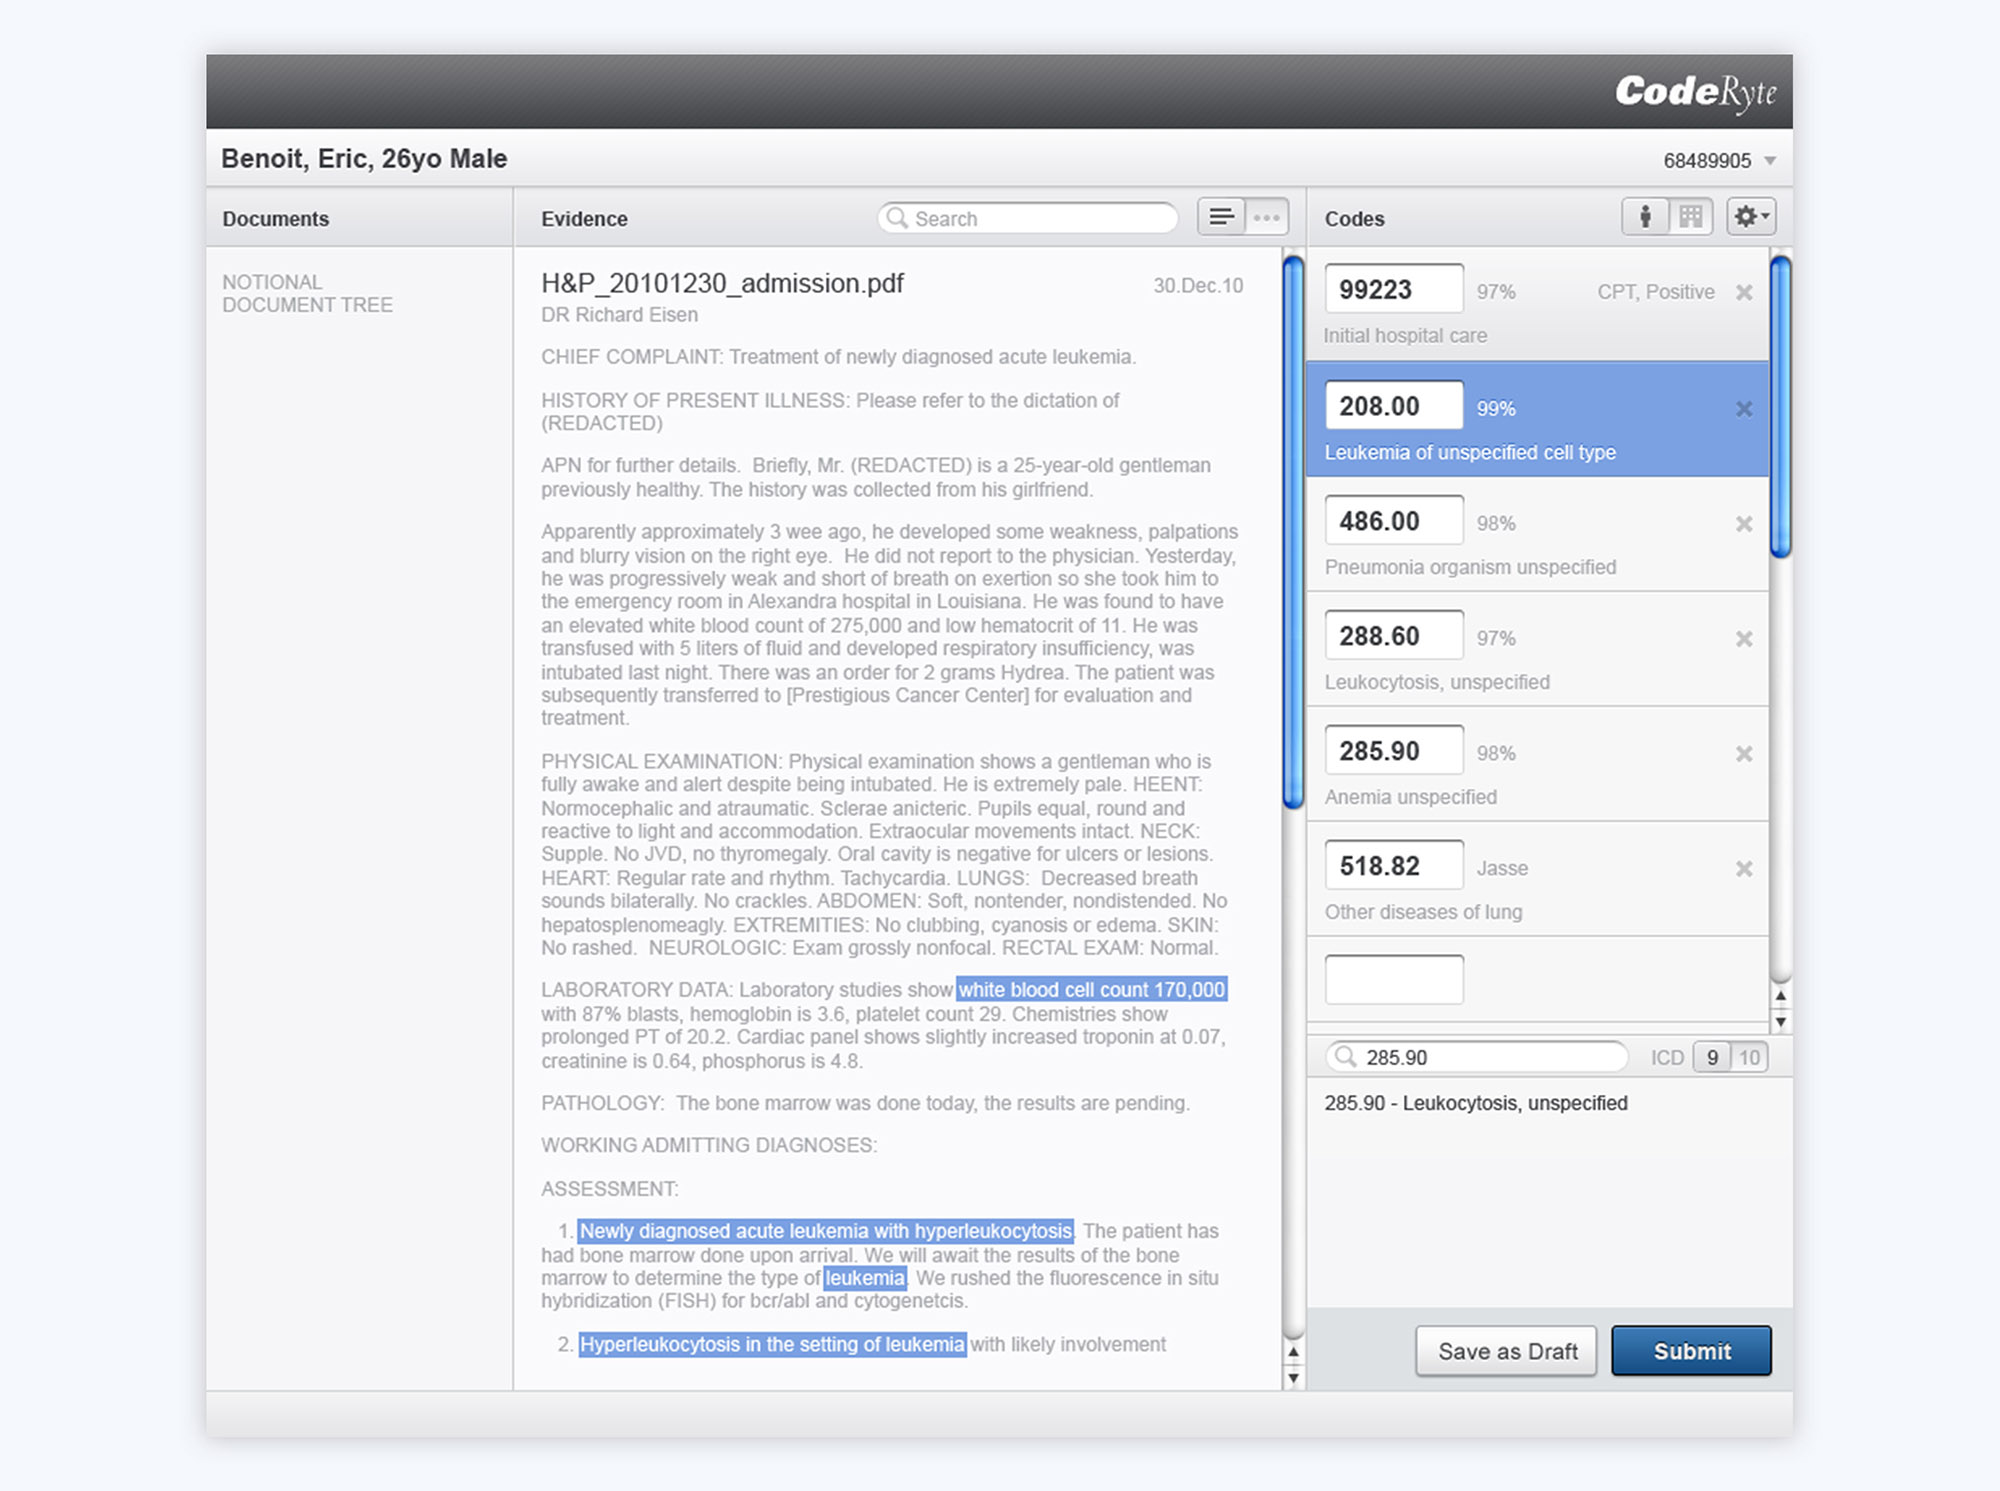 CodeRyte
Benoit, Eric, 26yo Male
68489905
Documents
Evidence
Search
Codes
NOTIONAL
DOCUMENT TREE
H&P_20101230_admission.pdf
30.Dec.10
DR Richard Eisen
CHIEF COMPLAINT: Treatment of newly diagnosed acute leukemia.
HISTORY OF PRESENT ILLNESS: Please refer to the dictation of
(REDACTED)
APN for further details.  Briefly, Mr. (REDACTED) is a 25-year-old gentleman
previously healthy. The history was collected from his girlfriend.
Apparently approximately 3 wee ago, he developed some weakness, palpations
and blurry vision on the right eye.  He did not report to the physician. Yesterday,
he was progressively weak and short of breath on exertion so she took him to
the emergency room in Alexandra hospital in Louisiana. He was found to have
an elevated white blood count of 275,000 and low hematocrit of 11. He was
transfused with 5 liters of fluid and developed respiratory insufficiency, was
intubated last night. There was an order for 2 grams Hydrea. The patient was
subsequently transferred to [Prestigious Cancer Center] for evaluation and
treatment.
PHYSICAL EXAMINATION: Physical examination shows a gentleman who is
fully awake and alert despite being intubated. He is extremely pale. HEENT:
Normocephalic and atraumatic. Sclerae anicteric. Pupils equal, round and
reactive to light and accommodation. Extraocular movements intact. NECK:
Supple. No JVD, no thyromegaly. Oral cavity is negative for ulcers or lesions.
HEART: Regular rate and rhythm. Tachycardia. LUNGS:  Decreased breath
sounds bilaterally. No crackles. ABDOMEN: Soft, nontender, nondistended. No
hepatosplenomeagly. EXTREMITIES: No clubbing, cyanosis or edema. SKIN:
No rashed.  NEUROLOGIC: Exam grossly nonfocal. RECTAL EXAM: Normal.
LABORATORY DATA: Laboratory studies show white blood cell count 170,000
with 87% blasts, hemoglobin is 3.6, platelet count 29. Chemistries show
prolonged PT of 20.2. Cardiac panel shows slightly increased troponin at 0.07,
creatinine is 0.64, phosphorus is 4.8.
PATHOLOGY:  The bone marrow was done today, the results are pending.
WORKING ADMITTING DIAGNOSES:
ASSESSMENT:
1. Newly diagnosed acute leukemia with hyperleukocytosis. The patient has
had bone marrow done upon arrival. We will await the results of the bone
marrow to determine the type of leukemia. We rushed the fluorescence in situ
hybridization (FISH) for bcr/abl and cytogenetcis.
2. Hyperleukocytosis in the setting of leukemia with likely involvement
99223 97% CPT, Positive
Initial hospital care
208.00 99%
Leukemia of unspecified cell type
486.00 98%
Pneumonia organism unspecified
288.60 97%
Leukocytosis, unspecified
285.90 98%
Anemia unspecified
518.82 Jasse
Other diseases of lung
285.90
ICD 9 10
285.90 - Leukocytosis, unspecified
Save as Draft
Submit